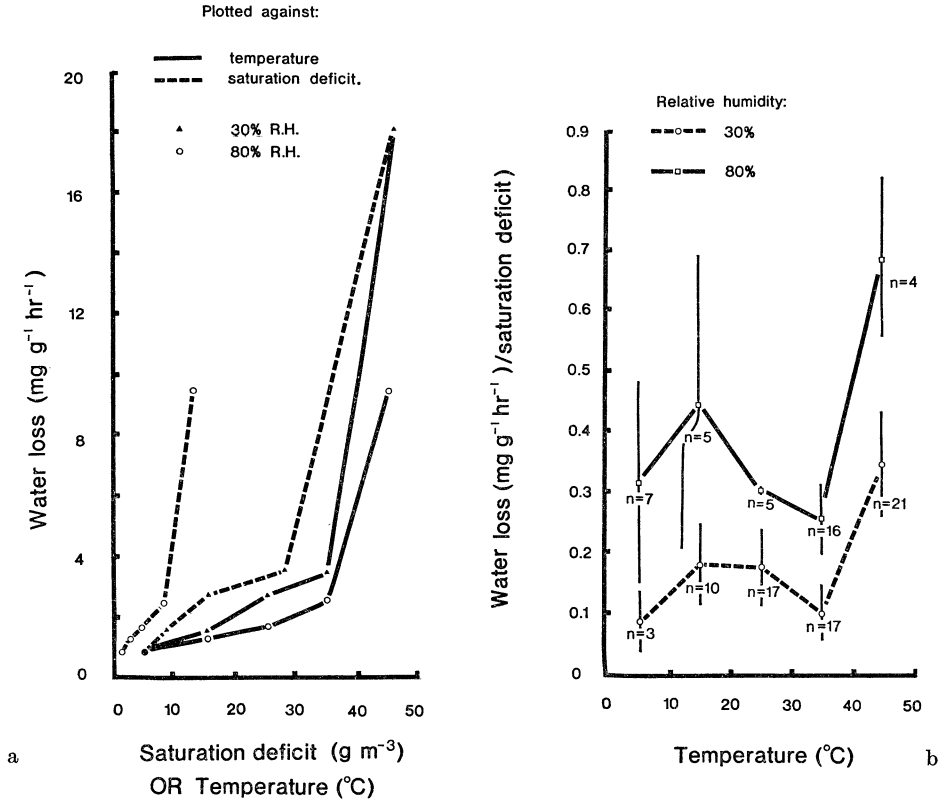 Plotted against:
temperature
saturation deficit.
30% R.H.
80% R.H.
20
16
12
8
4
0
0 10 20 30 40 50
Water loss (mg g⁻¹ hr⁻¹)
Saturation deficit (g m⁻³)
OR Temperature (°C)
a
Relative humidity:
30%
80%
0.9
0.8
0.7
0.6
0.5
0.4
0.3
0.2
0.1
0
0 10 20 30 40 50
Water loss (mg g⁻¹ hr⁻¹)/saturation deficit)
n=7
n=5
n=5
n=16
n=4
n=3
n=10
n=17
n=17
n=21
Temperature (°C)
b